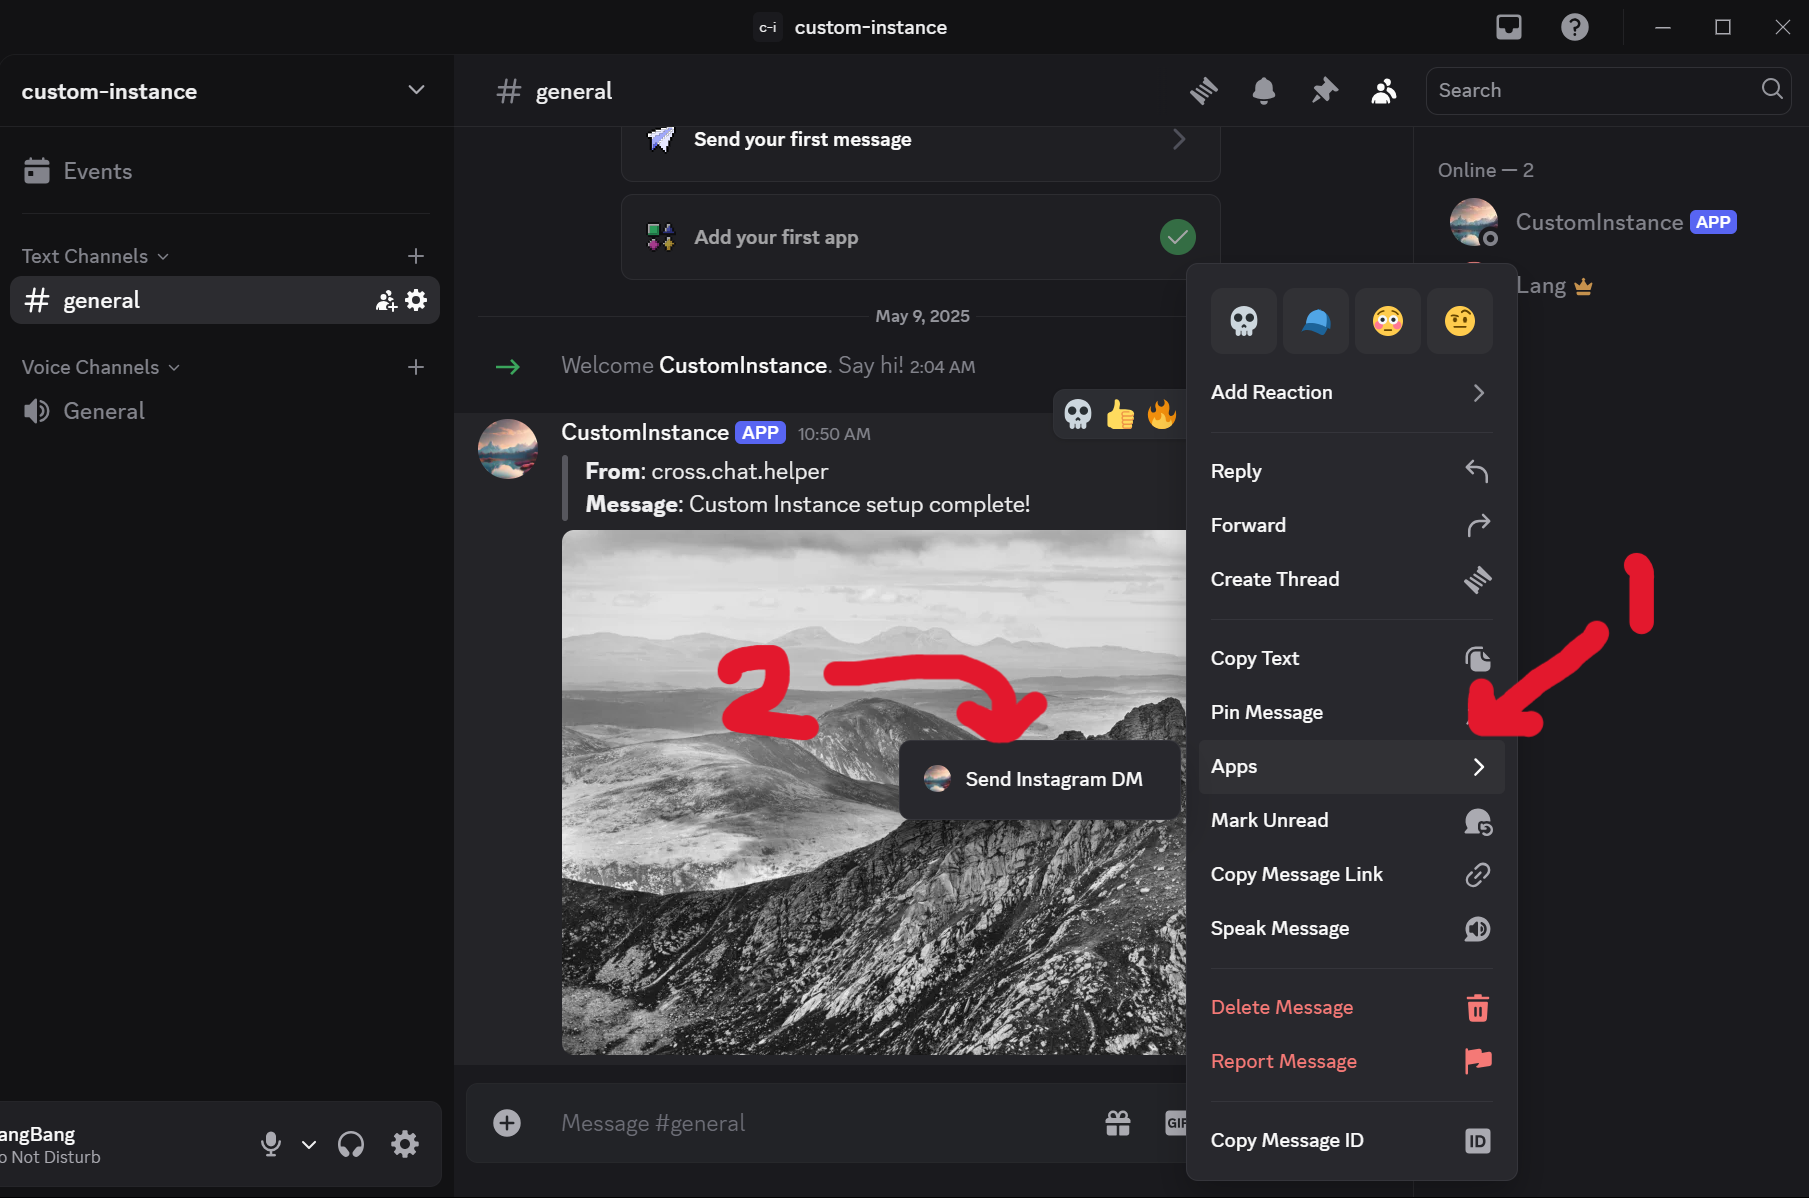 c-i custom-instance
custom-instance
Events
Text Channels
general
Voice Channels
General
angBang
o Not Disturb
general
Search
Send your first message
Add your first app
May 9, 2025
Welcome CustomInstance. Say hi! 2:04 AM
CustomInstance APP 10:50 AM
From: cross.chat.helper
Message: Custom Instance setup complete!
2
Send Instagram DM
Message #general
GIF
Online — 2
CustomInstance APP
Lang
Add Reaction
Reply
Forward
Create Thread
1
Copy Text
Pin Message
Apps
Mark Unread
Copy Message Link
Speak Message
Delete Message
Report Message
Copy Message ID
ID